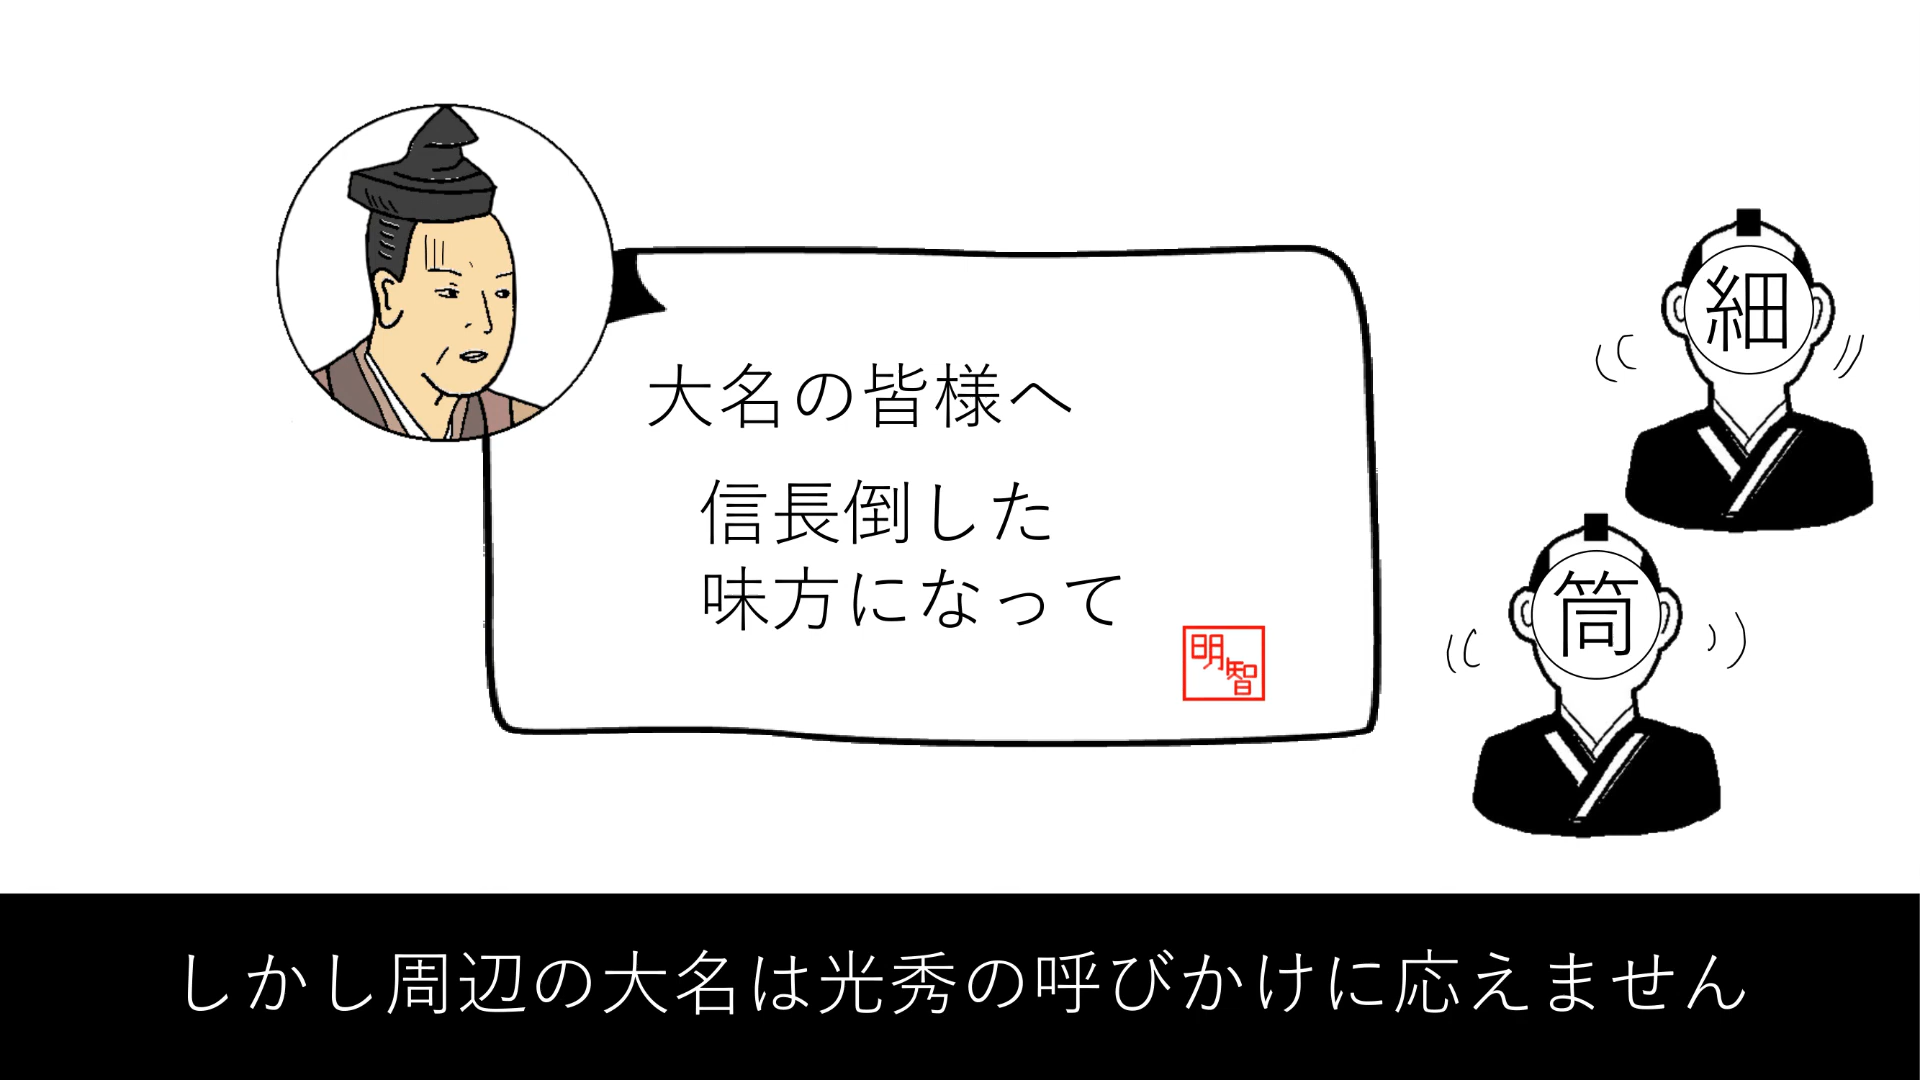 大名の皆様へ
信長倒した
味方になって
明智
細
筒
しかし周辺の大名は光秀の呼びかけに応えません